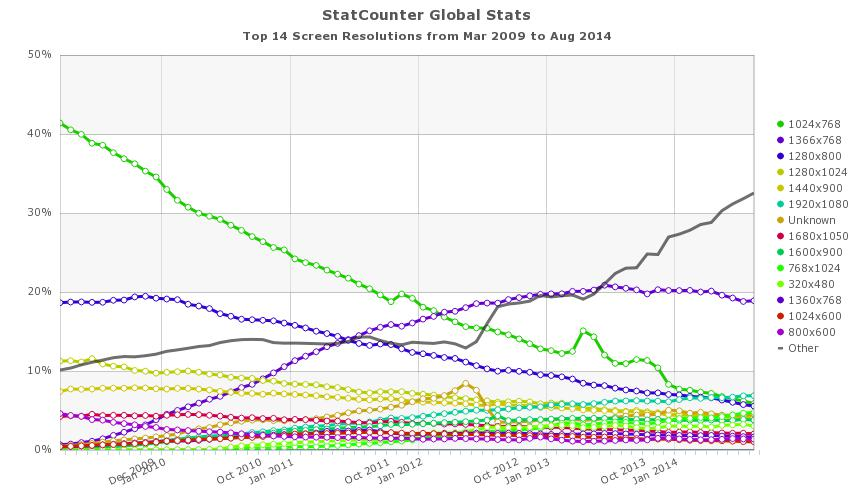 StatCounter Global Stats
Top 14 Screen Resolutions from Mar 2009 to Aug 2014
50%
40%
30%
20%
10%
0%
Dec 2009
Jan 2010
Oct 2010
Jan 2011
Oct 2011
Jan 2012
Oct 2012
Jan 2013
Oct 2013
Jan 2014
1024x768
1366x768
1280x800
1280x1024
1440x900
1920x1080
Unknown
1680x1050
1600x900
768x1024
320x480
1360x768
1024x600
800x600
Other